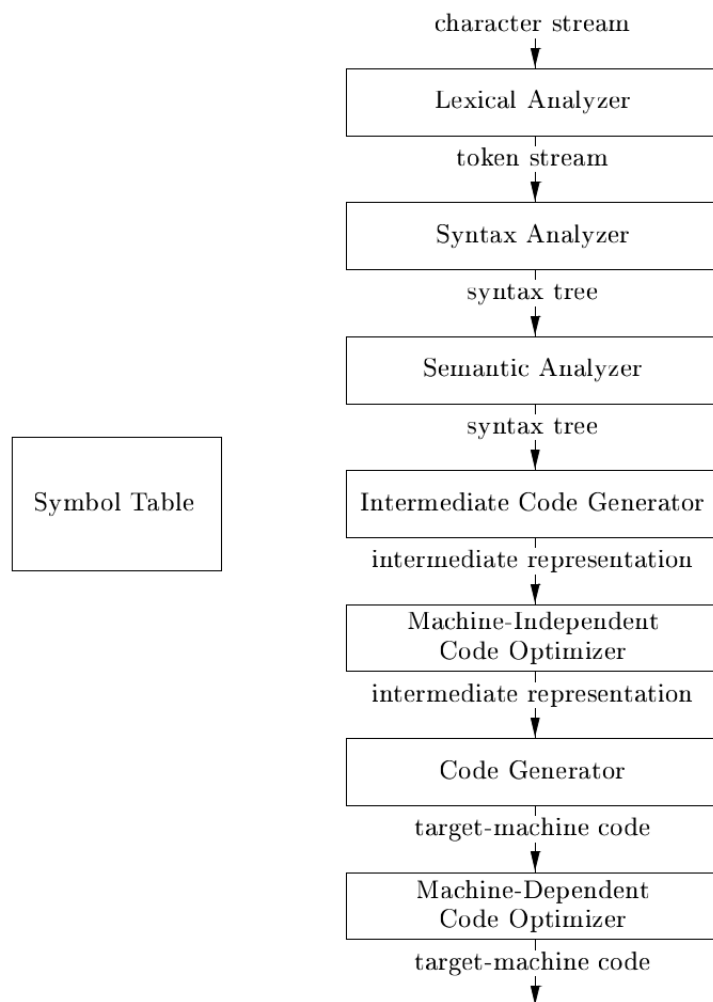 character stream
Lexical Analyzer
token stream
Syntax Analyzer
syntax tree
Semantic Analyzer
syntax tree
Symbol Table
Intermediate Code Generator
intermediate representation
Machine-Independent
Code Optimizer
intermediate representation
Code Generator
target-machine code
Machine-Dependent
Code Optimizer
target-machine code